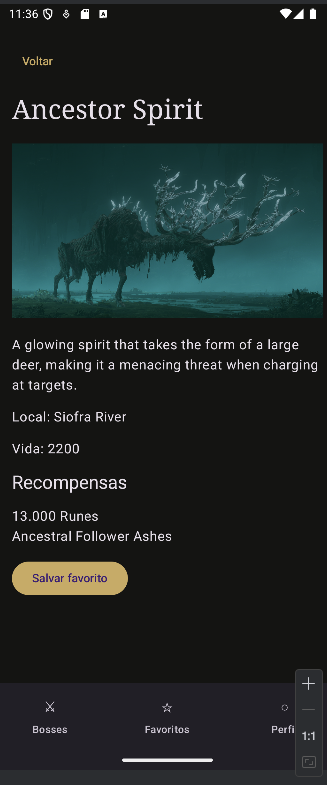 11:36
Voltar
Ancestor Spirit
A glowing spirit that takes the form of a large
deer, making it a menacing threat when charging
at targets.
Local: Siofra River
Vida: 2200
Recompensas
13.000 Runes
Ancestral Follower Ashes
Salvar favorito
Bosses
Favoritos
Perfi
1:1